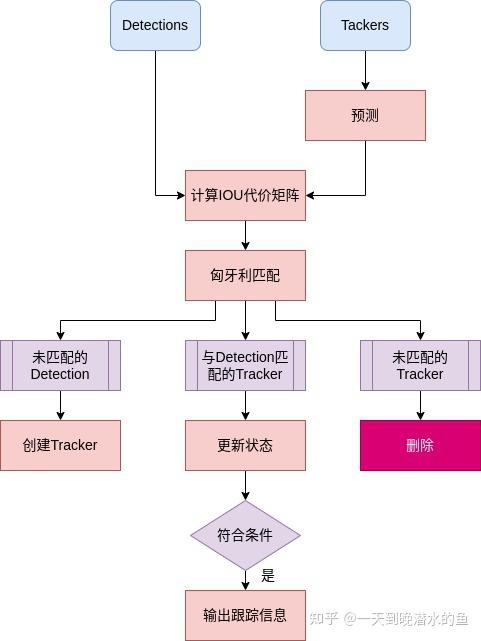 Detections
Tackers
预测
计算IOU代价矩阵
匈牙利匹配
未匹配的
Detection
与Detection匹
配的Tracker
未匹配的
Tracker
创建Tracker
更新状态
删除
符合条件
是
输出跟踪信息
知乎 @一天到晚潜水的鱼